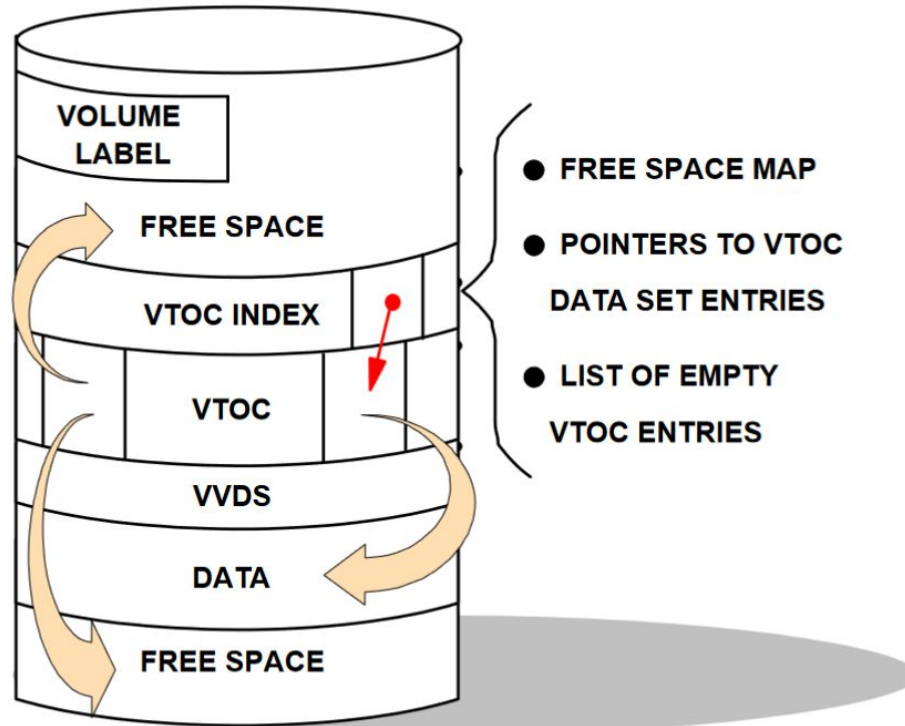 VOLUME
LABEL
FREE SPACE
VTOC INDEX
VTOC
VVDS
DATA
FREE SPACE
● FREE SPACE MAP
● POINTERS TO VTOC
DATA SET ENTRIES
● LIST OF EMPTY
VTOC ENTRIES